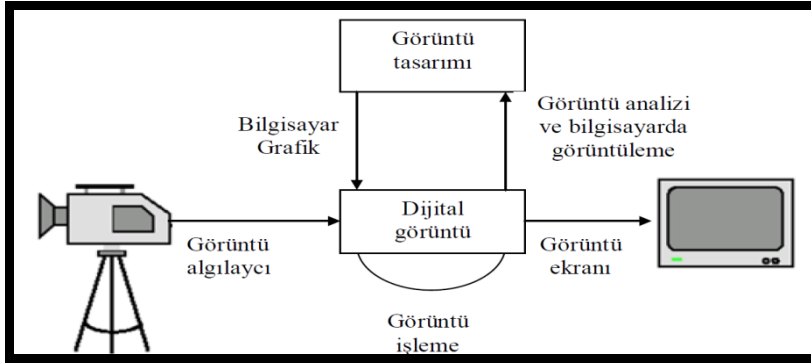 Görüntü
tasarımı
Bilgisayar
Grafik
Görüntü analizi
ve bilgisayarda
görüntüleme
Dijital
görüntü
Görüntü
algılaycı
Görüntü
ekranı
Görüntü
işleme